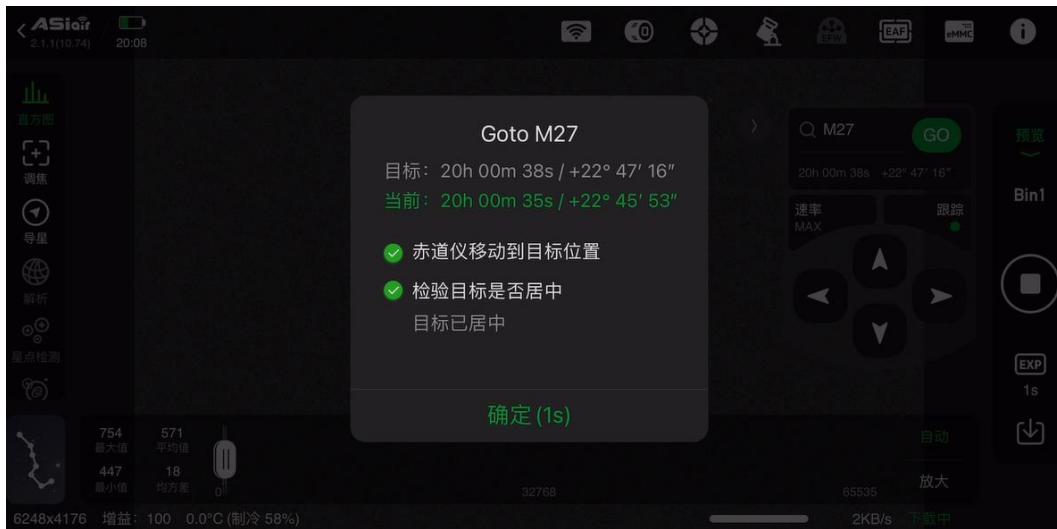 ASiair
2.1.1(10.74)
20:08
EFW
EAF
eMMC
直方图
调焦
导星
解析
星点检测
Goto M27
目标：20h 00m 38s / +22° 47′ 16″
当前：20h 00m 35s / +22° 45′ 53″
赤道仪移动到目标位置
检验目标是否居中
目标已居中
确定 (1s)
M27
GO
20h 00m 38s +22° 47′ 16″
速率
MAX
跟踪
预览
Bin1
EXP
1s
754
最大值
571
平均值
447
最小值
18
均方差
0
32768
65535
自动
放大
6248x4176 增益：100 0.0°C (制冷 58%)
2KB/s 下载中